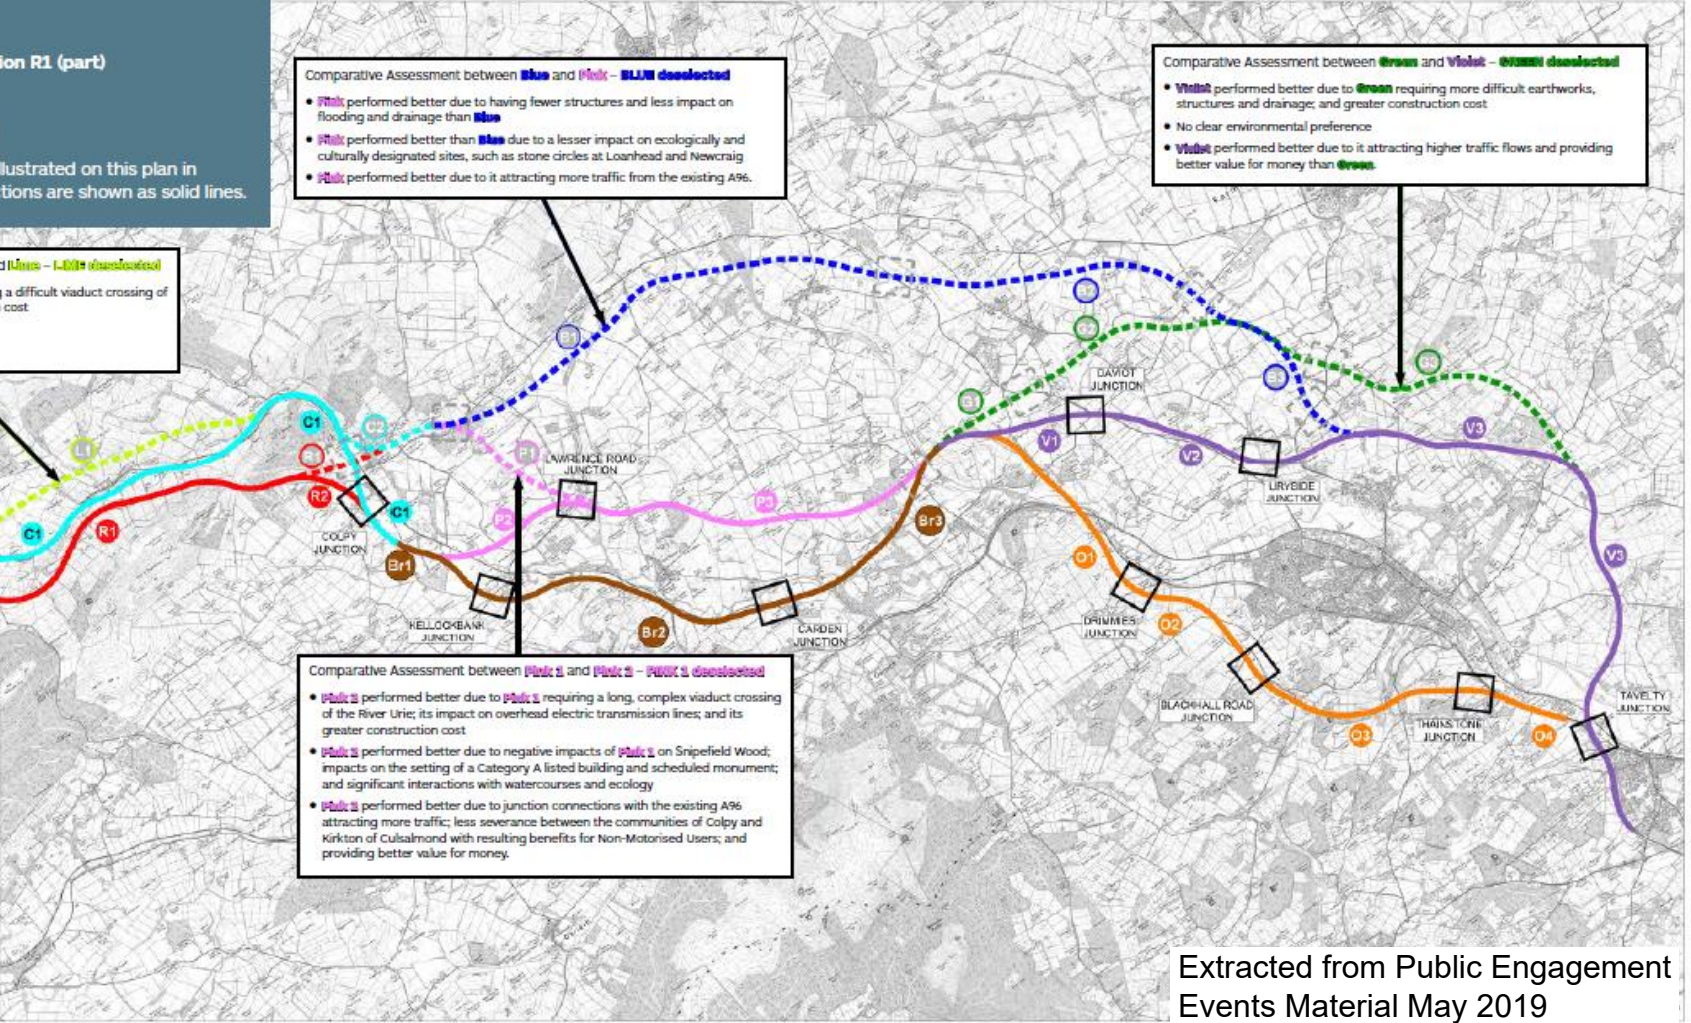 ion R1 (part)
llustrated on this plan in
tions are shown as solid lines.
d Lime – LIME deselected
g a difficult viaduct crossing of
cost
Comparative Assessment between Blue and Pink – BLUE deselected
• Pink performed better due to having fewer structures and less impact on
flooding and drainage than Blue
• Pink performed better than Blue due to a lesser impact on ecologically and
culturally designated sites, such as stone circles at Loanhead and Newcraig
• Pink performed better due to it attracting more traffic from the existing A96.
Comparative Assessment between Green and Violet – GREEN deselected
• Violet performed better due to Green requiring more difficult earthworks,
structures and drainage; and greater construction cost
• No clear environmental preference
• Violet performed better due to it attracting higher traffic flows and providing
better value for money than Green.
B1
G2
G1
DAVIOT
JUNCTION
C1
C2
L1
R1
P1
LAWRENCE ROAD
JUNCTION
V1
V2
V3
URYSIDE
JUNCTION
R2
C1
P2
P3
C1
R1
COLPY
JUNCTION
Br3
Br1
O1
V3
KELLOCKBANK
JUNCTION
Br2
CARDEN
JUNCTION
DRIMMIES
JUNCTION
O2
BLACKHALL ROAD
JUNCTION
O3
THAINSTONE
JUNCTION
O4
TAVELTY
JUNCTION
Comparative Assessment between Pink 1 and Pink 2 – PINK 1 deselected
• Pink 2 performed better due to Pink 1 requiring a long, complex viaduct crossing
of the River Urie; its impact on overhead electric transmission lines; and its
greater construction cost
• Pink 2 performed better due to negative impacts of Pink 1 on Snipefield Wood;
impacts on the setting of a Category A listed building and scheduled monument;
and significant interactions with watercourses and ecology
• Pink 2 performed better due to junction connections with the existing A96
attracting more traffic; less severance between the communities of Colpy and
Kirkton of Culsalmond with resulting benefits for Non-Motorised Users; and
providing better value for money.
Extracted from Public Engagement
Events Material May 2019